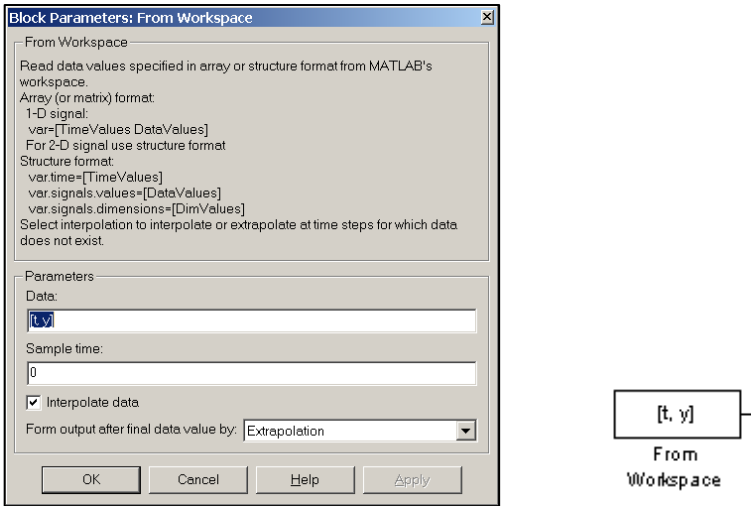 Block Parameters: From Workspace
From Workspace
Read data values specified in array or structure format from MATLAB's
workspace.
Array (or matrix) format:
1-D signal:
var=[TimeValues DataValues]
For 2-D signal use structure format
Structure format:
var.time=[TimeValues]
var.signals.values=[DataValues]
var.signals.dimensions=[DimValues]
Select interpolation to interpolate or extrapolate at time steps for which data
does not exist.
Parameters
Data:
[t,y]
Sample time:
0
Interpolate data
Form output after final data value by: Extrapolation
OK Cancel Help Apply
[t, y]
From
Workspace